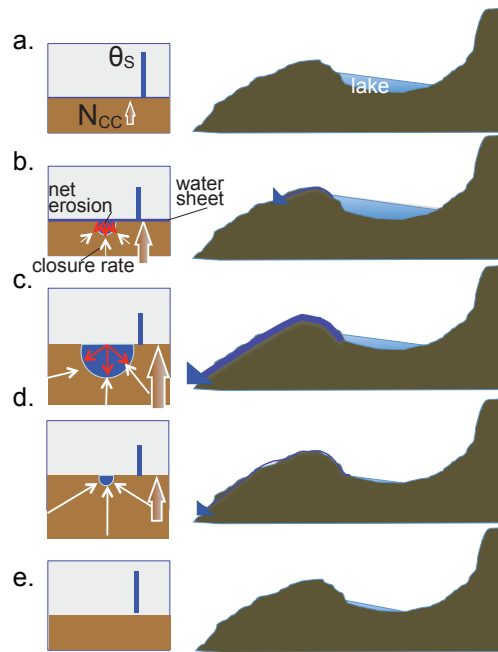 a.
θS
NCC
lake
b.
net
erosion
water
sheet
closure rate
c.
d.
e.